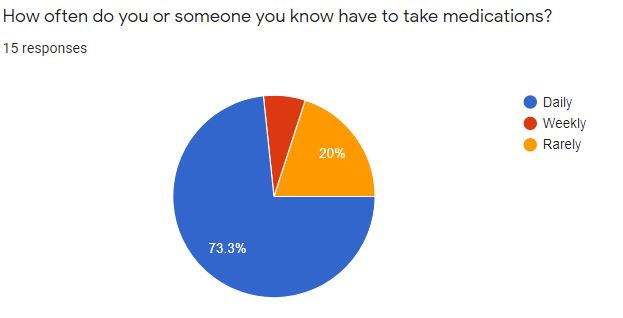 How often do you or someone you know have to take medications?
15 responses
Daily
Weekly
Rarely
20%
73.3%